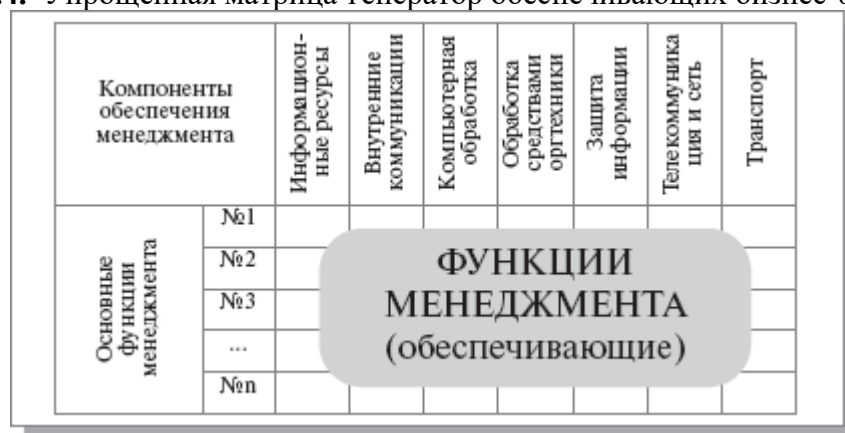 Упрощенная матрица генератор обеспечивающих бизнес
Компоненты
обеспечения
менеджмента
Информацион-
ные ресурсы
Внутренние
коммуникации
Компьютерная
обработка
Обработка
средствами
оргтехники
Защита
информации
Телекоммуника
ция и сеть
Транспорт
Основные
функции
менеджмента
№1
№2
№3
...
№n
ФУНКЦИИ
МЕНЕДЖМЕНТА
(обеспечивающие)